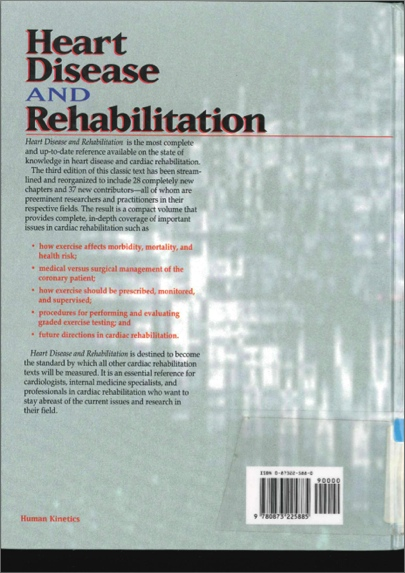 Heart
Disease
AND
Rehabilitation
Heart Disease and Rehabilitation is the most complete
and up-to-date reference available on the state of
knowledge in heart disease and cardiac rehabilitation.
The third edition of this classic text has been stream-
lined and reorganized to include 28 completely new
chapters and 37 new contributors—all of whom are
preeminent researchers and practitioners in their
respective fields. The result is a compact volume that
provides complete, in-depth coverage of important
issues in cardiac rehabilitation such as
• how exercise affects morbidity, mortality, and
health risk;
• medical versus surgical management of the
coronary patient;
• how exercise should be prescribed, monitored,
and supervised;
• procedures for performing and evaluating
graded exercise testing; and
• future directions in cardiac rehabilitation.
Heart Disease and Rehabilitation is destined to become
the standard by which all other cardiac rehabilitation
texts will be measured. It is an essential reference for
cardiologists, internal medicine specialists, and
professionals in cardiac rehabilitation who want to
stay abreast of the current issues and research in
their field.
ISBN 0-87322-588-0
90000
9 780873 225885
Human Kinetics